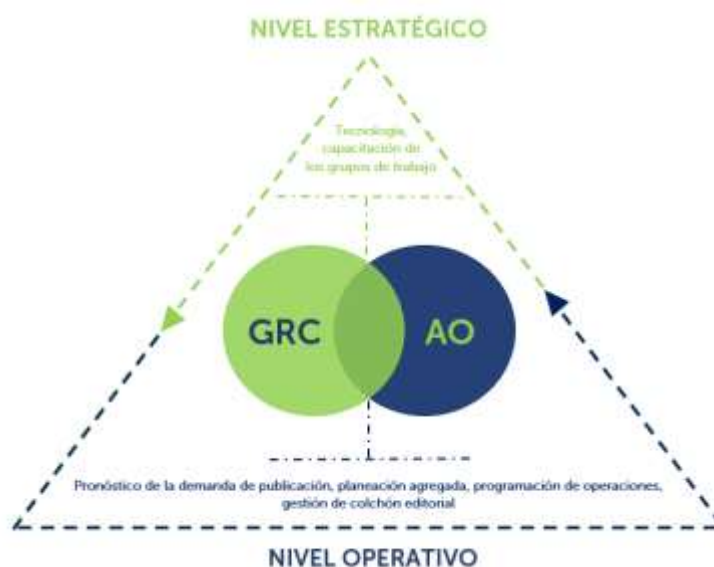 NIVEL ESTRATÉGICO
Tecnología,
capacitación de
los grupos de trabajo
GRC
AO
Pronóstico de la demanda de publicación, planeación agregada, programación de operaciones,
gestión de colchón editorial
NIVEL OPERATIVO